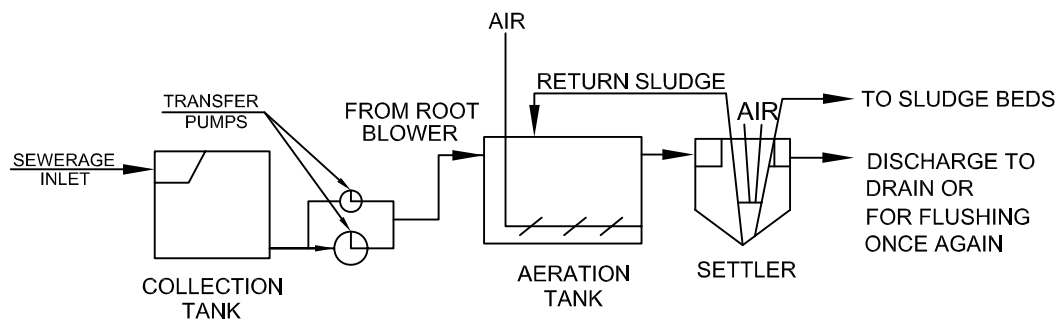 SEWERAGE
INLET
TRANSFER
PUMPS
COLLECTION
TANK
FROM ROOT
BLOWER
AIR
RETURN SLUDGE
AERATION
TANK
AIR
SETTLER
TO SLUDGE BEDS
DISCHARGE TO
DRAIN OR
FOR FLUSHING
ONCE AGAIN